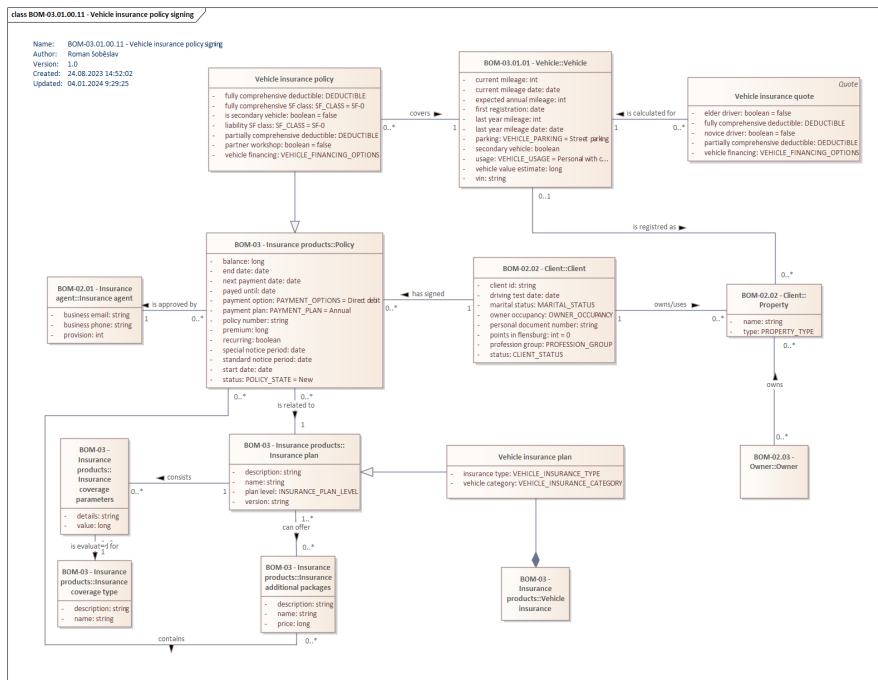 class BOM-03.01.00.11 - Vehicle insurance policy signing
Name: BOM-03.01.00.11 - Vehicle insurance policy signing
Author: Roman Soběslav
Version: 1.0
Created: 24.08.2023 14:52:02
Updated: 04.01.2024 9:29:25
Vehicle insurance policy
- fully comprehensive deductible: DEDUCTIBLE
- fully comprehensive SF class: SF_CLASS = SF-0
- is secondary vehicle: boolean = false
- liability SF class: SF_CLASS = SF-0
- partially comprehensive deductible: DEDUCTIBLE
- partner workshop: boolean = false
- vehicle financing: VEHICLE_FINANCING_OPTIONS
covers
0..*
1
BOM-03.01.01 - Vehicle::Vehicle
- current mileage: int
- current mileage date: date
- expected annual mileage: int
- first registration: date
- last year mileage: int
- last year mileage date: date
- parking: VEHICLE_PARKING = Street parking
- secondary vehicle: boolean
- usage: VEHICLE_USAGE = Personal with c...
- vehicle value estimate: long
- vin: string
is calculated for
1
0..*
Quote
Vehicle insurance quote
- elder driver: boolean = false
- fully comprehensive deductible: DEDUCTIBLE
- novice driver: boolean = false
- partially comprehensive deductible: DEDUCTIBLE
- vehicle financing: VEHICLE_FINANCING_OPTIONS
0..1
is registered as
0..*
BOM-03 - Insurance products::Policy
- balance: long
- end date: date
- next payment date: date
- payed until: date
- payment option: PAYMENT_OPTIONS = Direct debit
- payment plan: PAYMENT_PLAN = Annual
- policy number: string
- premium: long
- recurring: boolean
- special notice period: date
- standard notice period: date
- start date: date
- status: POLICY_STATE = New
BOM-02.01 - Insurance
agent::Insurance agent
- business email: string
- business phone: string
- provision: int
is approved by
1
0..*
has signed
0..*
1
BOM-02.02 - Client::Client
- client id: string
- driving test date: date
- marital status: MARITAL_STATUS
- owner occupancy: OWNER_OCCUPANCY
- personal document number: string
- points in flensburg: int = 0
- profession group: PROFESSION_GROUP
- status: CLIENT_STATUS
owns/uses
1
0..*
BOM-02.02 - Client::
Property
- name: string
- type: PROPERTY_TYPE
0..*
owns
0..*
BOM-02.03 -
Owner::Owner
0..*
0..*
is related to
1
BOM-03 - Insurance products::
Insurance plan
- description: string
- name: string
- plan level: INSURANCE_PLAN_LEVEL
- version: string
consists
0..*
1
BOM-03 -
Insurance
products::
Insurance
coverage
parameters
- details: string
- value: long
is evaluated for
1
BOM-03 - Insurance
products::Insurance
coverage type
- description: string
- name: string
1..*
can offer
0..*
BOM-03 - Insurance
products::Insurance
additional packages
- description: string
- name: string
- price: long
0..*
contains
Vehicle insurance plan
- insurance type: VEHICLE_INSURANCE_TYPE
- vehicle category: VEHICLE_INSURANCE_CATEGORY
BOM-03 -
Insurance
products::Vehicle
insurance